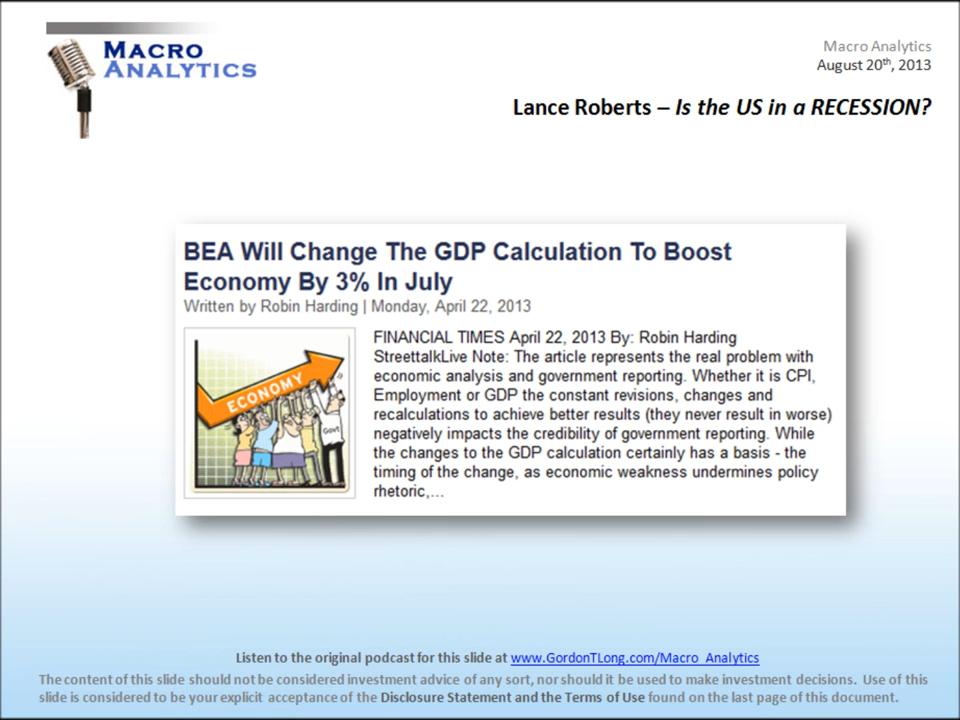 MACRO
ANALYTICS
Macro Analytics
August 20th, 2013
Lance Roberts – Is the US in a RECESSION?
BEA Will Change The GDP Calculation To Boost
Economy By 3% In July
Written by Robin Harding | Monday, April 22, 2013
FINANCIAL TIMES April 22, 2013 By: Robin Harding
StreettalkLive Note: The article represents the real problem with
economic analysis and government reporting. Whether it is CPI,
Employment or GDP the constant revisions, changes and
recalculations to achieve better results (they never result in worse)
negatively impacts the credibility of government reporting. While
the changes to the GDP calculation certainly has a basis - the
timing of the change, as economic weakness undermines policy
rhetoric,...
ECONOMY
Govt
Listen to the original podcast for this slide at www.GordonTLong.com/Macro_Analytics
The content of this slide should not be considered investment advice of any sort, nor should it be used to make investment decisions. Use of this
slide is considered to be your explicit acceptance of the Disclosure Statement and the Terms of Use found on the last page of this document.